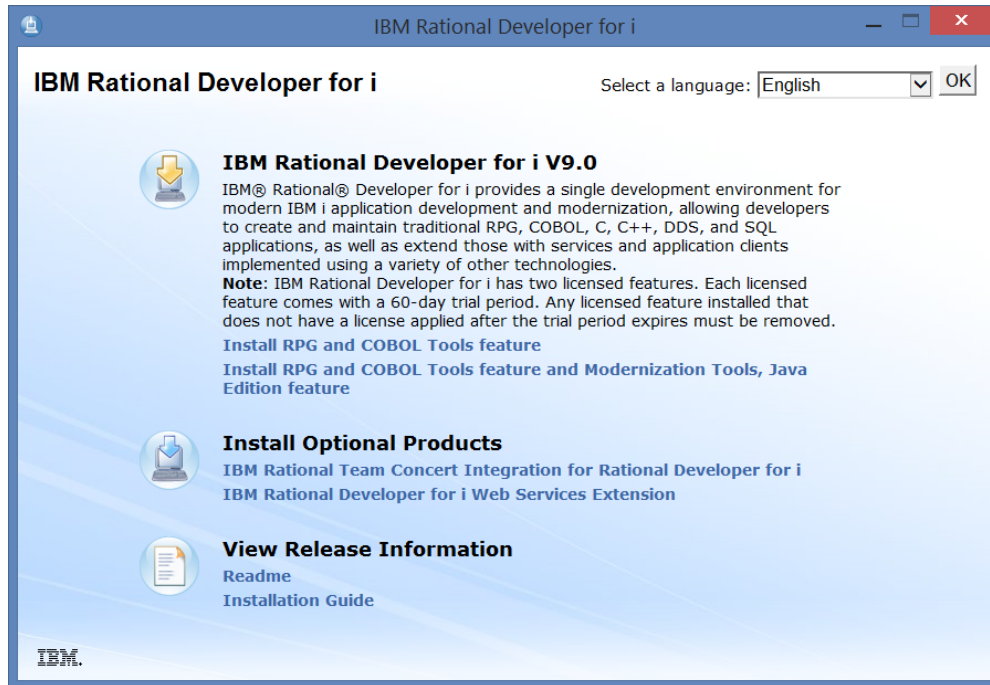 IBM Rational Developer for i
IBM Rational Developer for i
Select a language: English OK
IBM Rational Developer for i V9.0
IBM® Rational® Developer for i provides a single development environment for
modern IBM i application development and modernization, allowing developers
to create and maintain traditional RPG, COBOL, C, C++, DDS, and SQL
applications, as well as extend those with services and application clients
implemented using a variety of other technologies.
Note: IBM Rational Developer for i has two licensed features. Each licensed
feature comes with a 60-day trial period. Any licensed feature installed that
does not have a license applied after the trial period expires must be removed.
Install RPG and COBOL Tools feature
Install RPG and COBOL Tools feature and Modernization Tools, Java
Edition feature
Install Optional Products
IBM Rational Team Concert Integration for Rational Developer for i
IBM Rational Developer for i Web Services Extension
View Release Information
Readme
Installation Guide
IBM.